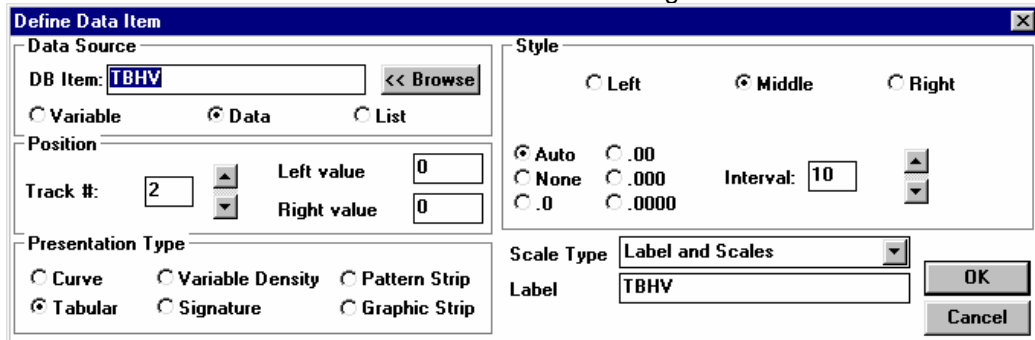 Define Data Item
Data Source
DB Item: TBHV << Browse
Variable Data List
Position
Track #: 2
Left value 0
Right value 0
Presentation Type
Curve Variable Density Pattern Strip
Tabular Signature Graphic Strip
Style
Left Middle Right
Auto .00
None .000
.0 .0000
Interval: 10
Scale Type Label and Scales
Label TBHV
OK
Cancel